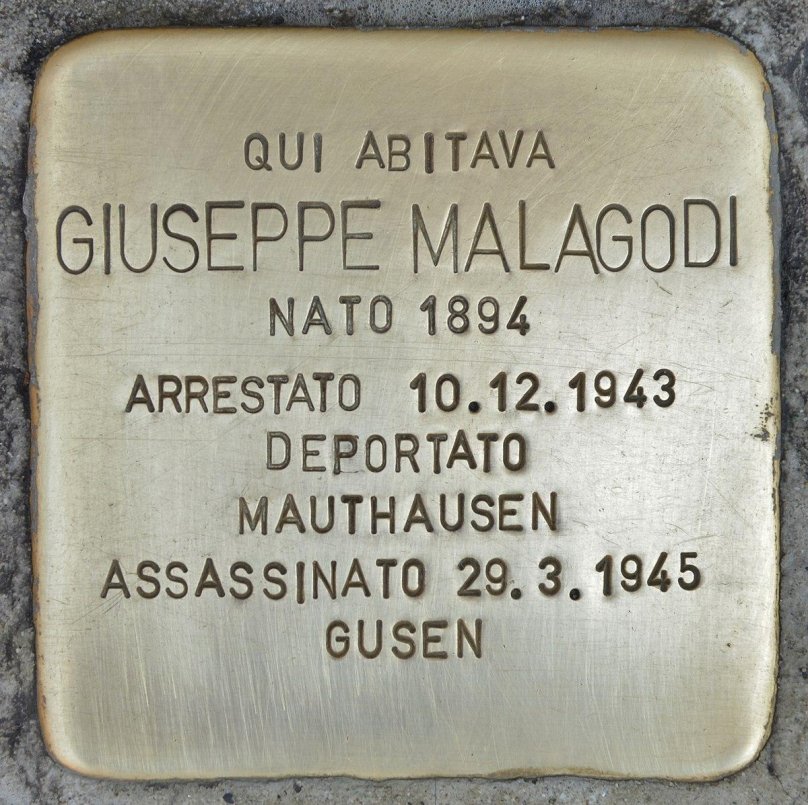 QUI ABITAVA
GIUSEPPE MALAGODI
NATO 1894
ARRESTATO 10.12.1943
DEPORTATO
MAUTHAUSEN
ASSASSINATO 29.3.1945
GUSEN